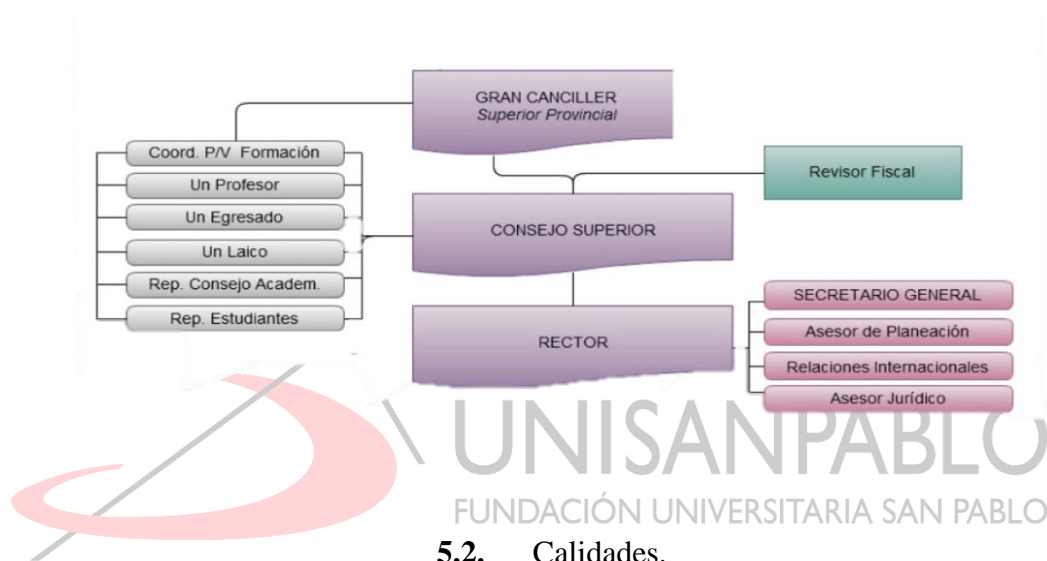 GRAN CANCILLER
Superior Provincial
Coord. P/V Formación
Un Profesor
Un Egresado
Un Laico
Rep. Consejo Academ.
Rep. Estudiantes
Revisor Fiscal
CONSEJO SUPERIOR
RECTOR
SECRETARIO GENERAL
Asesor de Planeación
Relaciones Internacionales
Asesor Jurídico
UNISANPABLO
FUNDACIÓN UNIVERSITARIA SAN PABLO
5.2. Calidades.